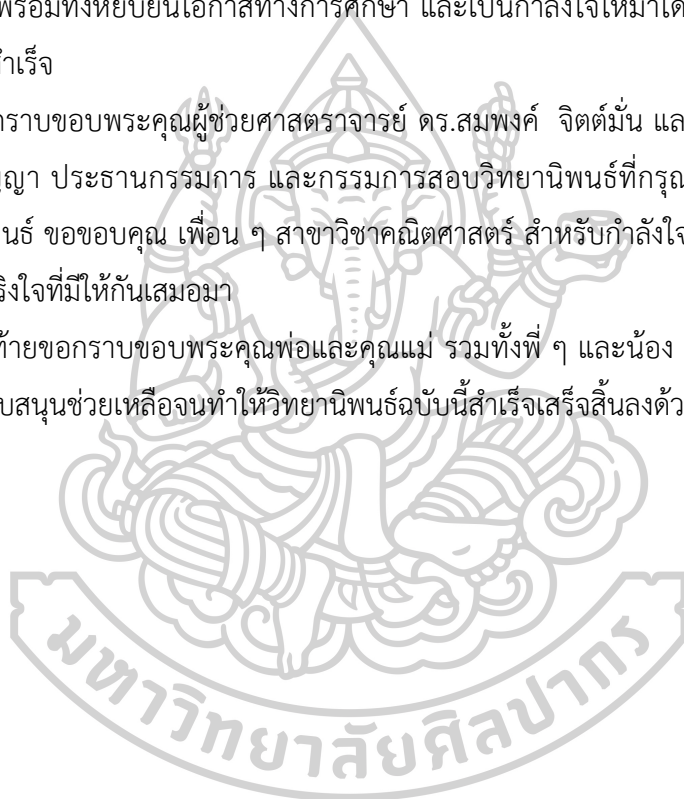 พร้อมทั้งหยิบยื่นโอกาสทางการศึกษา และเป็นกำลังใจให้มาโด
สำเร็จ
กราบขอบพระคุณผู้ช่วยศาสตราจารย์ ดร.สมพงค์ จิตต์มั่น และ
ญญา ประธานกรรมการ และกรรมการสอบวิทยานิพนธ์ที่กรุณ
นธ์ ขอขอบคุณ เพื่อน ๆ สาขาวิชาคณิตศาสตร์ สำหรับกำลังใจ
ริงใจที่มีให้กันเสมอมา
ท้ายขอกราบขอบพระคุณพ่อและคุณแม่ รวมทั้งพี่ ๆ และน้อง
บสนุนช่วยเหลือจนทำให้วิทยานิพนธ์ฉบับนี้สำเร็จเสร็จสิ้นลงด้ว
มหาวิทยาลัยศิลปากร